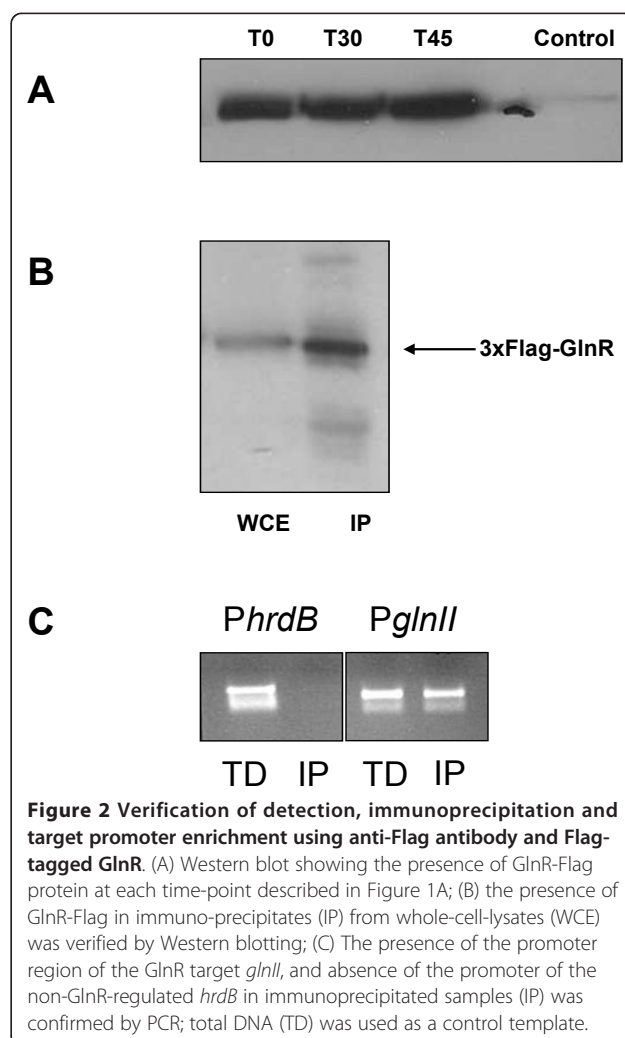 T0 T30 T45 Control
A
B
3xFlag-GlnR
WCE IP
C
PhrdB PglnII
TD IP TD IP
Figure 2 Verification of detection, immunoprecipitation and
target promoter enrichment using anti-Flag antibody and Flag-
tagged GlnR. (A) Western blot showing the presence of GlnR-Flag
protein at each time-point described in Figure 1A; (B) the presence of
GlnR-Flag in immuno-precipitates (IP) from whole-cell-lysates (WCE)
was verified by Western blotting; (C) The presence of the promoter
region of the GlnR target glnII, and absence of the promoter of the
non-GlnR-regulated hrdB in immunoprecipitated samples (IP) was
confirmed by PCR; total DNA (TD) was used as a control template.